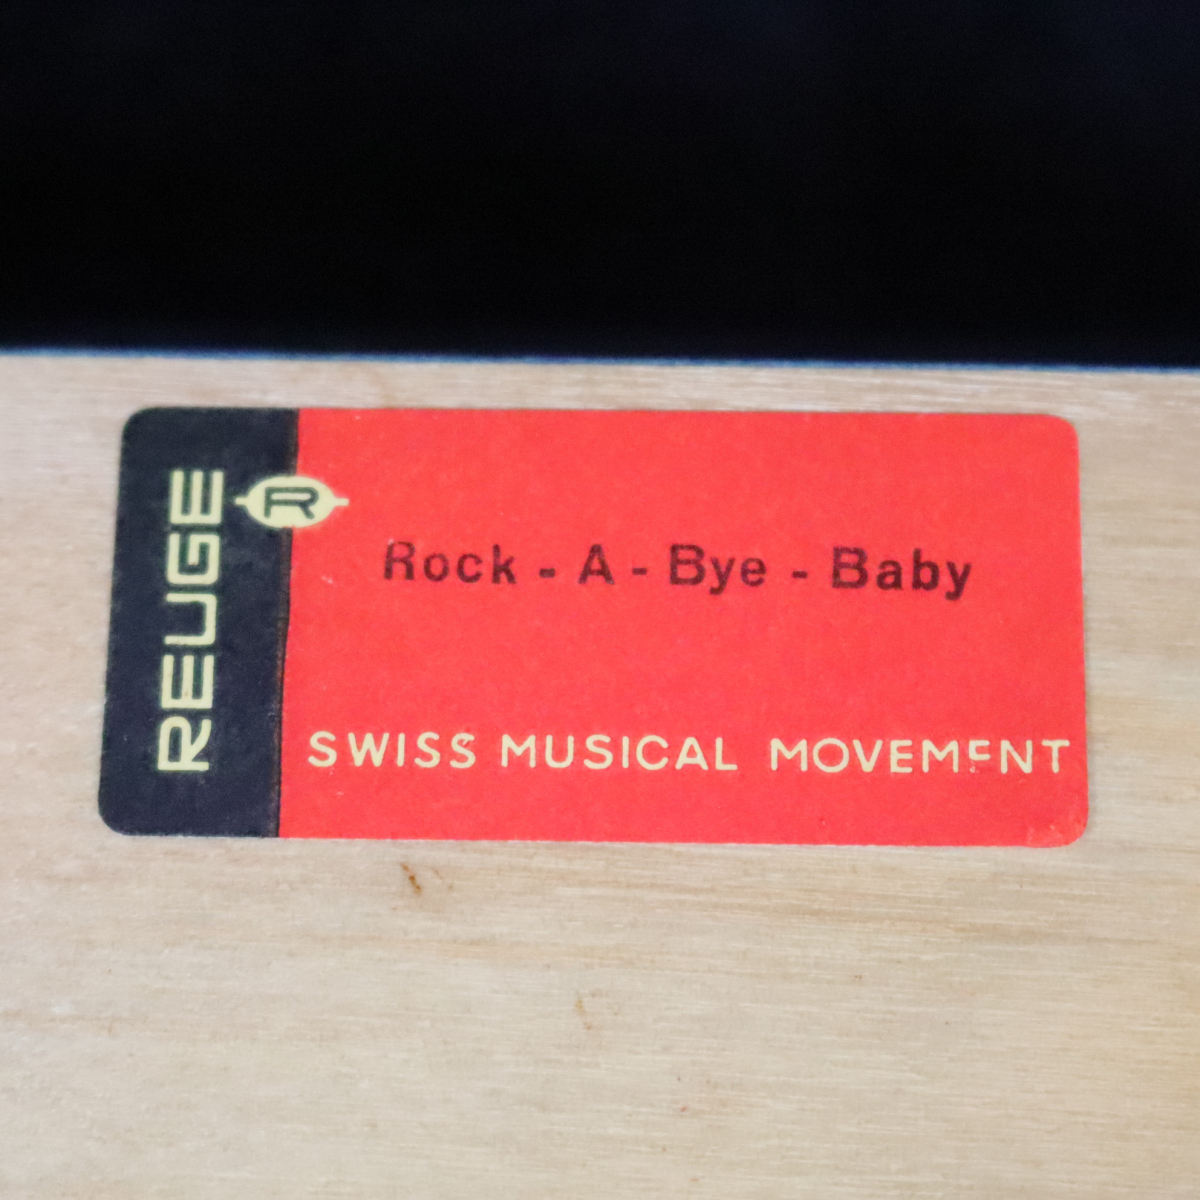 REUGE
R
Rock - A - Bye - Baby
SWISS MUSICAL MOVEMENT